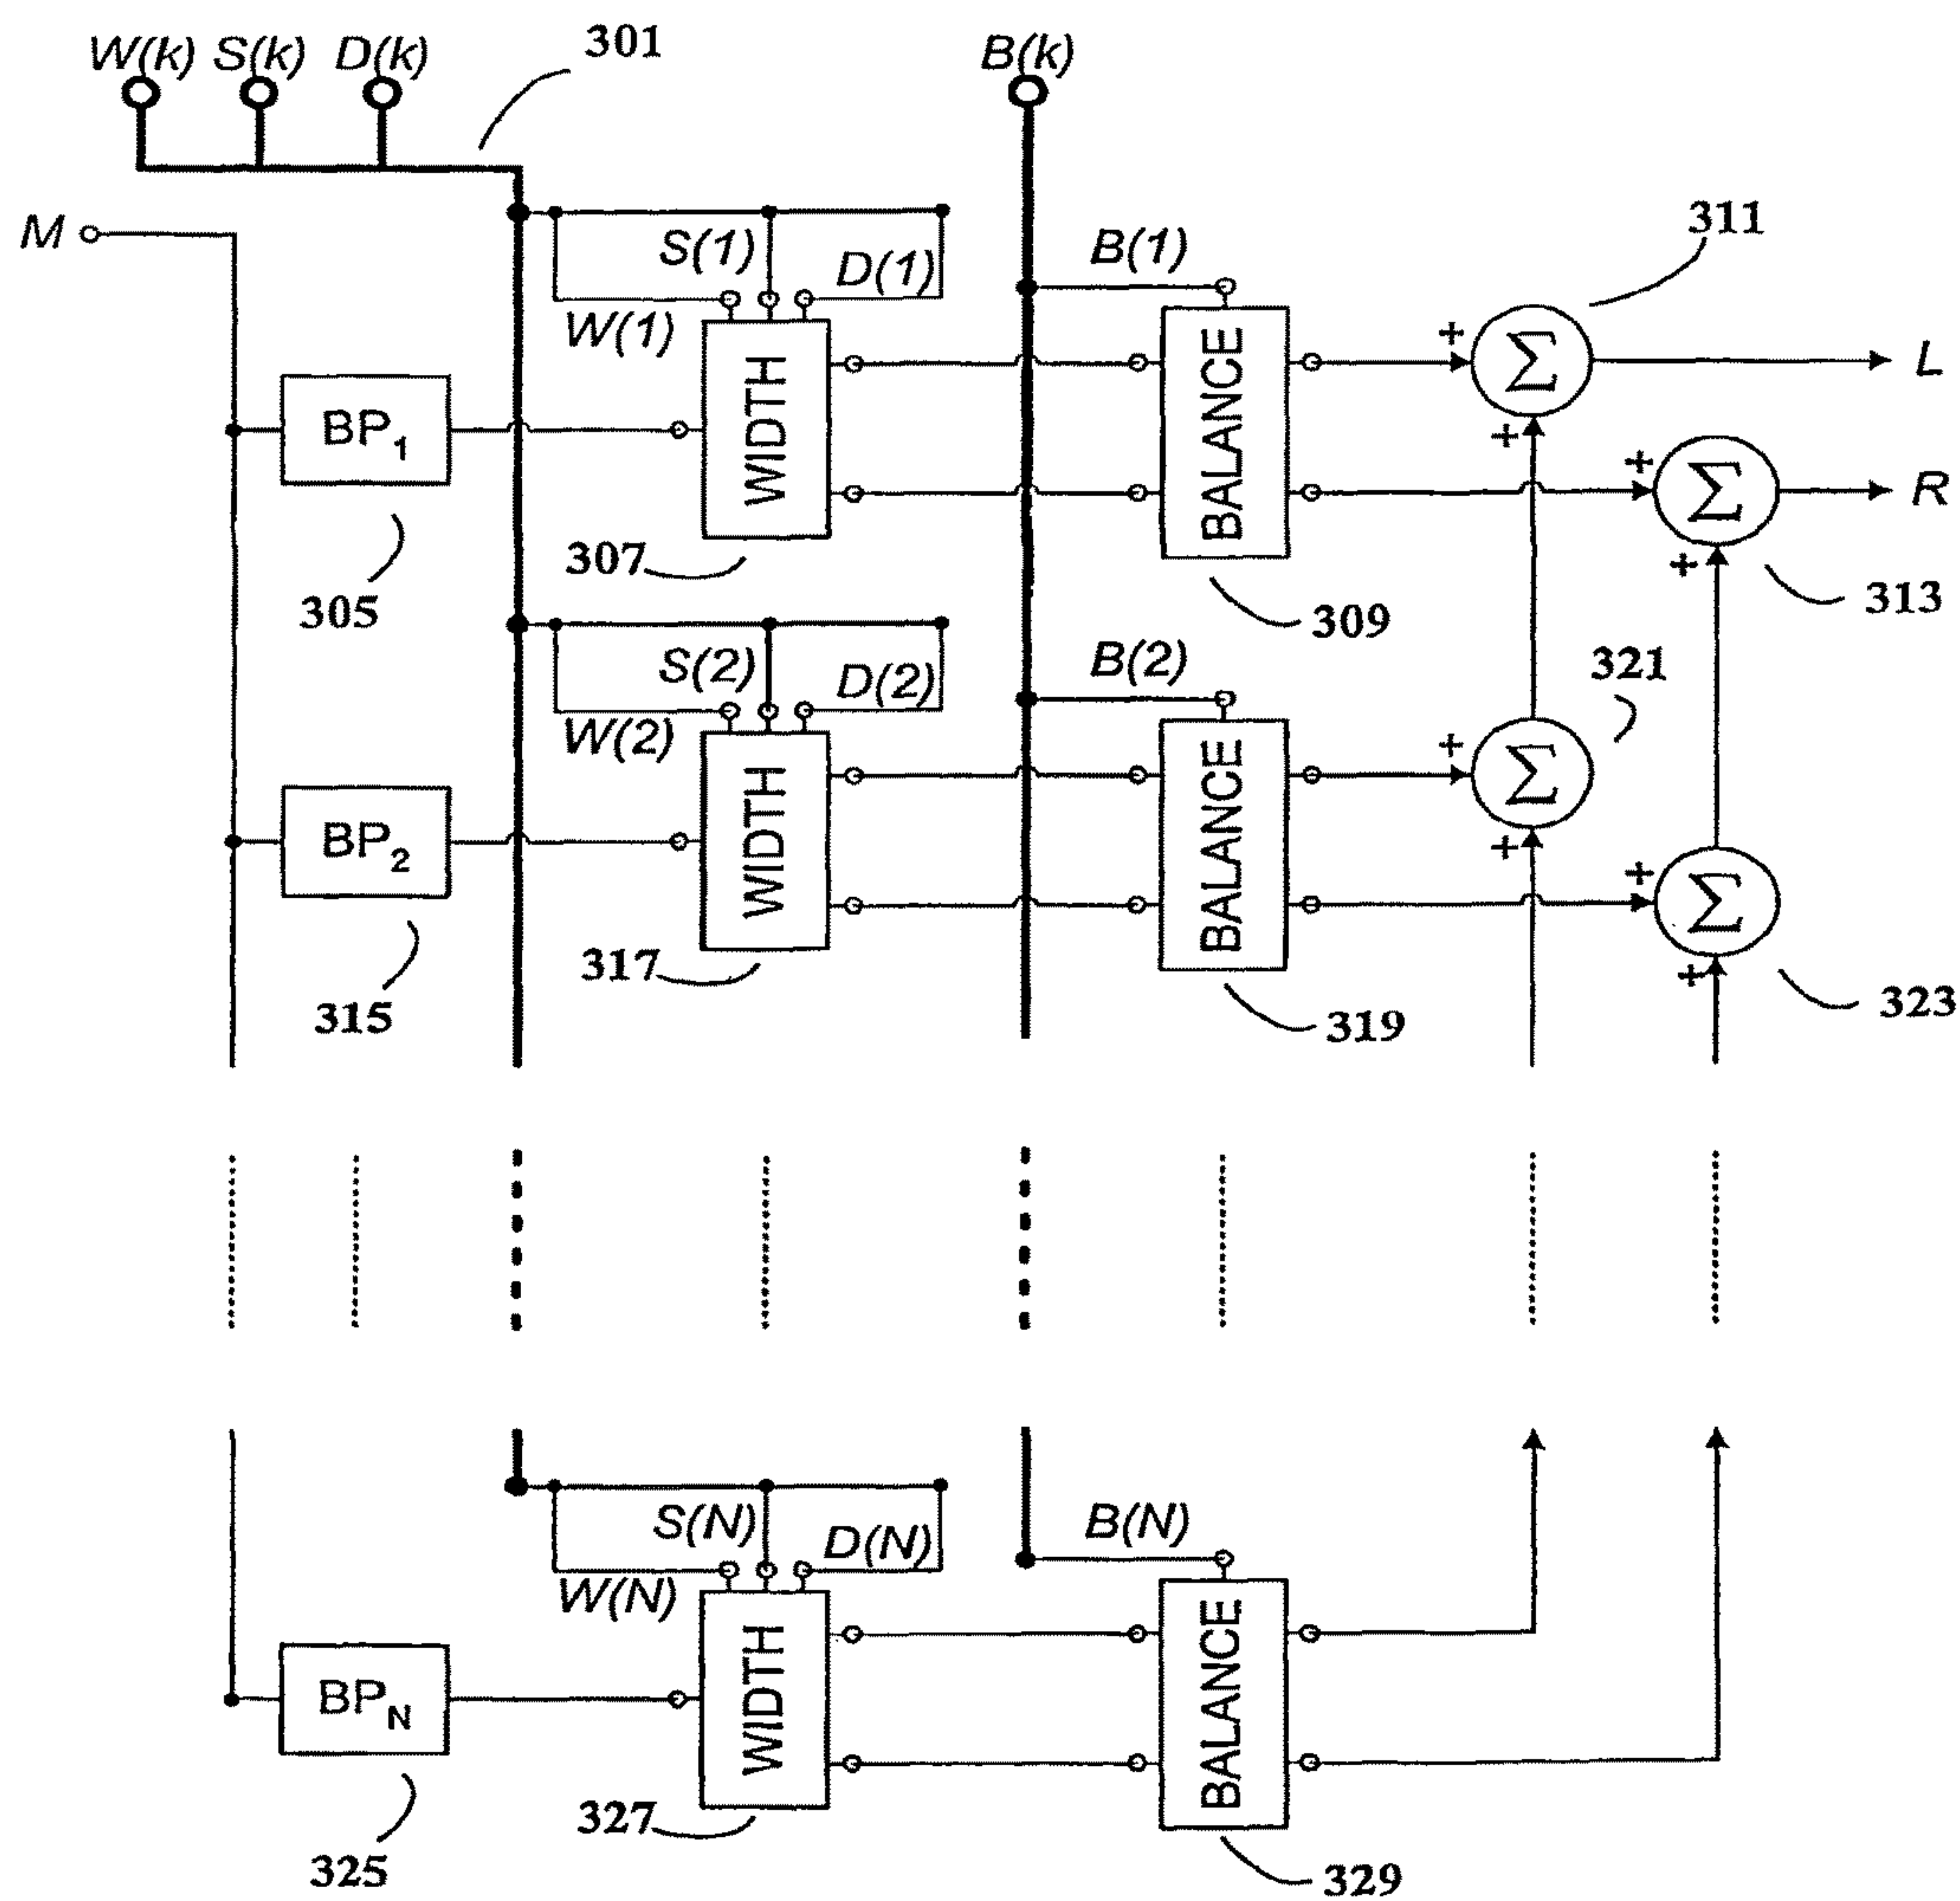 W(k) S(k) D(k) 301 B(k)
M
S(1) D(1) B(1) 311
W(1)
+ Σ L
BP1 WIDTH BALANCE + + Σ R
305 307 309 + 313
S(2) D(2) B(2) 321
W(2)
+ Σ
BP2 WIDTH BALANCE + + Σ
315 317 319 + 323
S(N) D(N) B(N)
W(N)
BPN WIDTH BALANCE
325 327 329